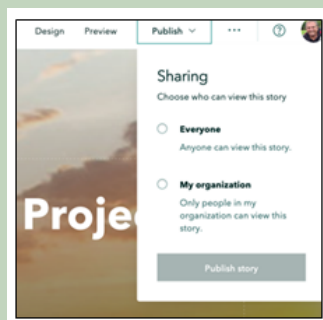 Design Preview Publish ...
Sharing
Choose who can view this story
Everyone
Anyone can view this story.
My organization
Only people in my
organization can view this
story.
Proje
Publish story